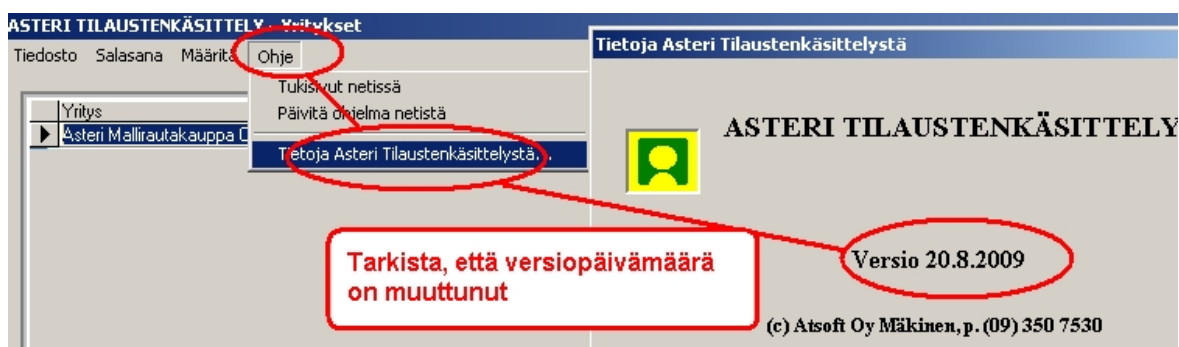 ASTERI TILAUSTENKÄSITTELY - Yritykset
Tiedosto Salasana Määritä Ohje
Tukisivut netissä
Päivitä ohjelma netistä
Tietoja Asteri Tilaustenkäsittelystä...
Yritys
Asteri Mallirautakauppa
Tarkista, että versiopäivämäärä
on muuttunut
Tietoja Asteri Tilaustenkäsittelystä
ASTERI TILAUSTENKÄSITTELY
Versio 20.8.2009
(c) Atsoft Oy Mäkinen, p. (09) 350 7530